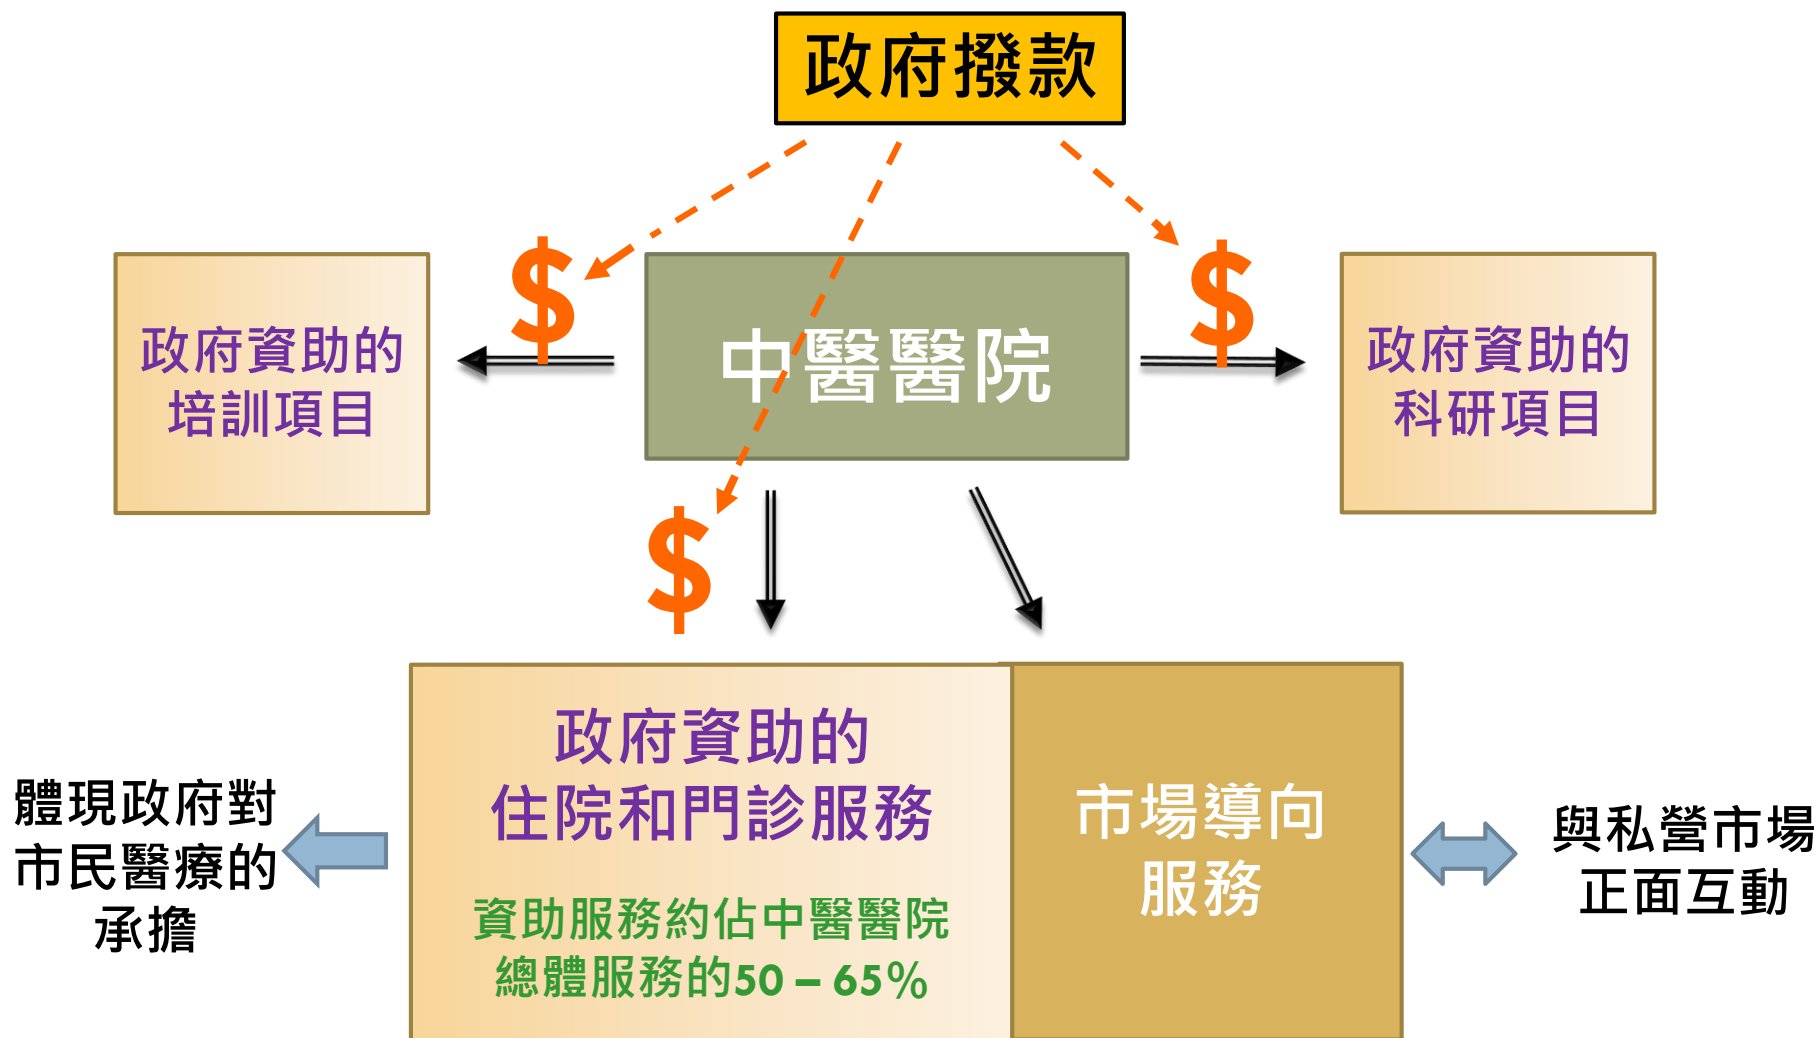 政府撥款
$
$
政府資助的
培訓項目
中醫醫院
政府資助的
科研項目
$
政府資助的
住院和門診服務
資助服務約佔中醫醫院
總體服務的50 – 65%
市場導向
服務
體現政府對
市民醫療的
承擔
與私營市場
正面互動